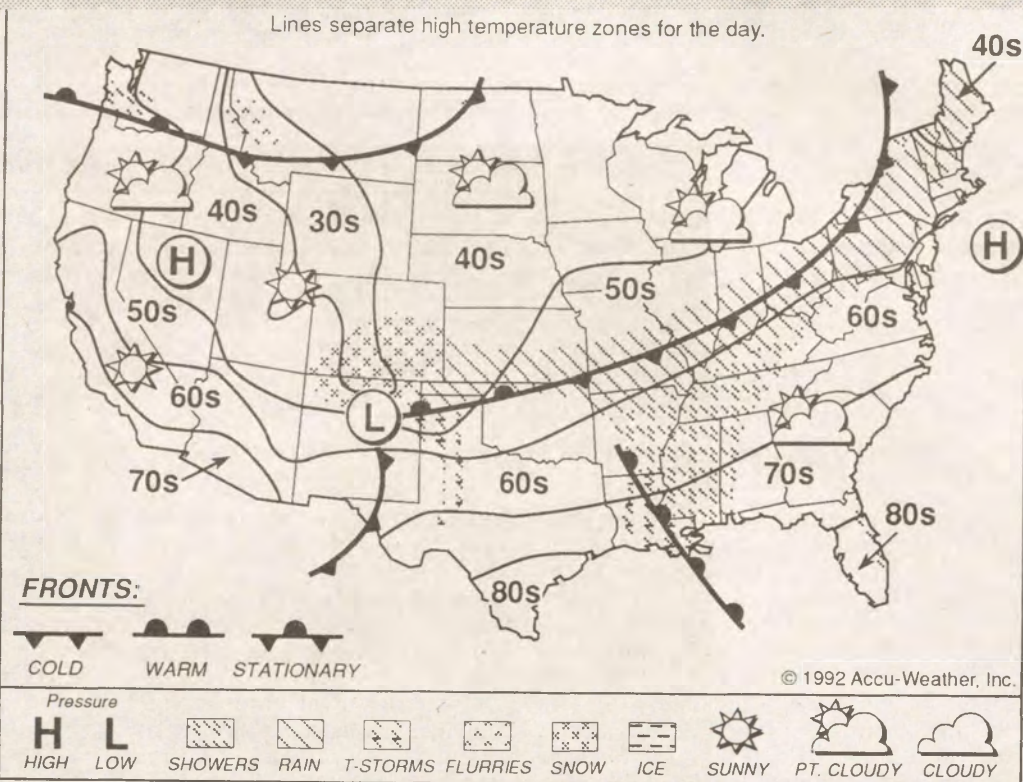 Lines separate high temperature zones for the day.
40s
40s
30s
40s
50s
50s
60s
60s
60s
70s
70s
80s
80s
H
H
L
FRONTS:
COLD WARM STATIONARY
© 1992 Accu-Weather, Inc.
Pressure
H L
HIGH LOW SHOWERS RAIN T-STORMS FLURRIES SNOW ICE SUNNY PT. CLOUDY CLOUDY